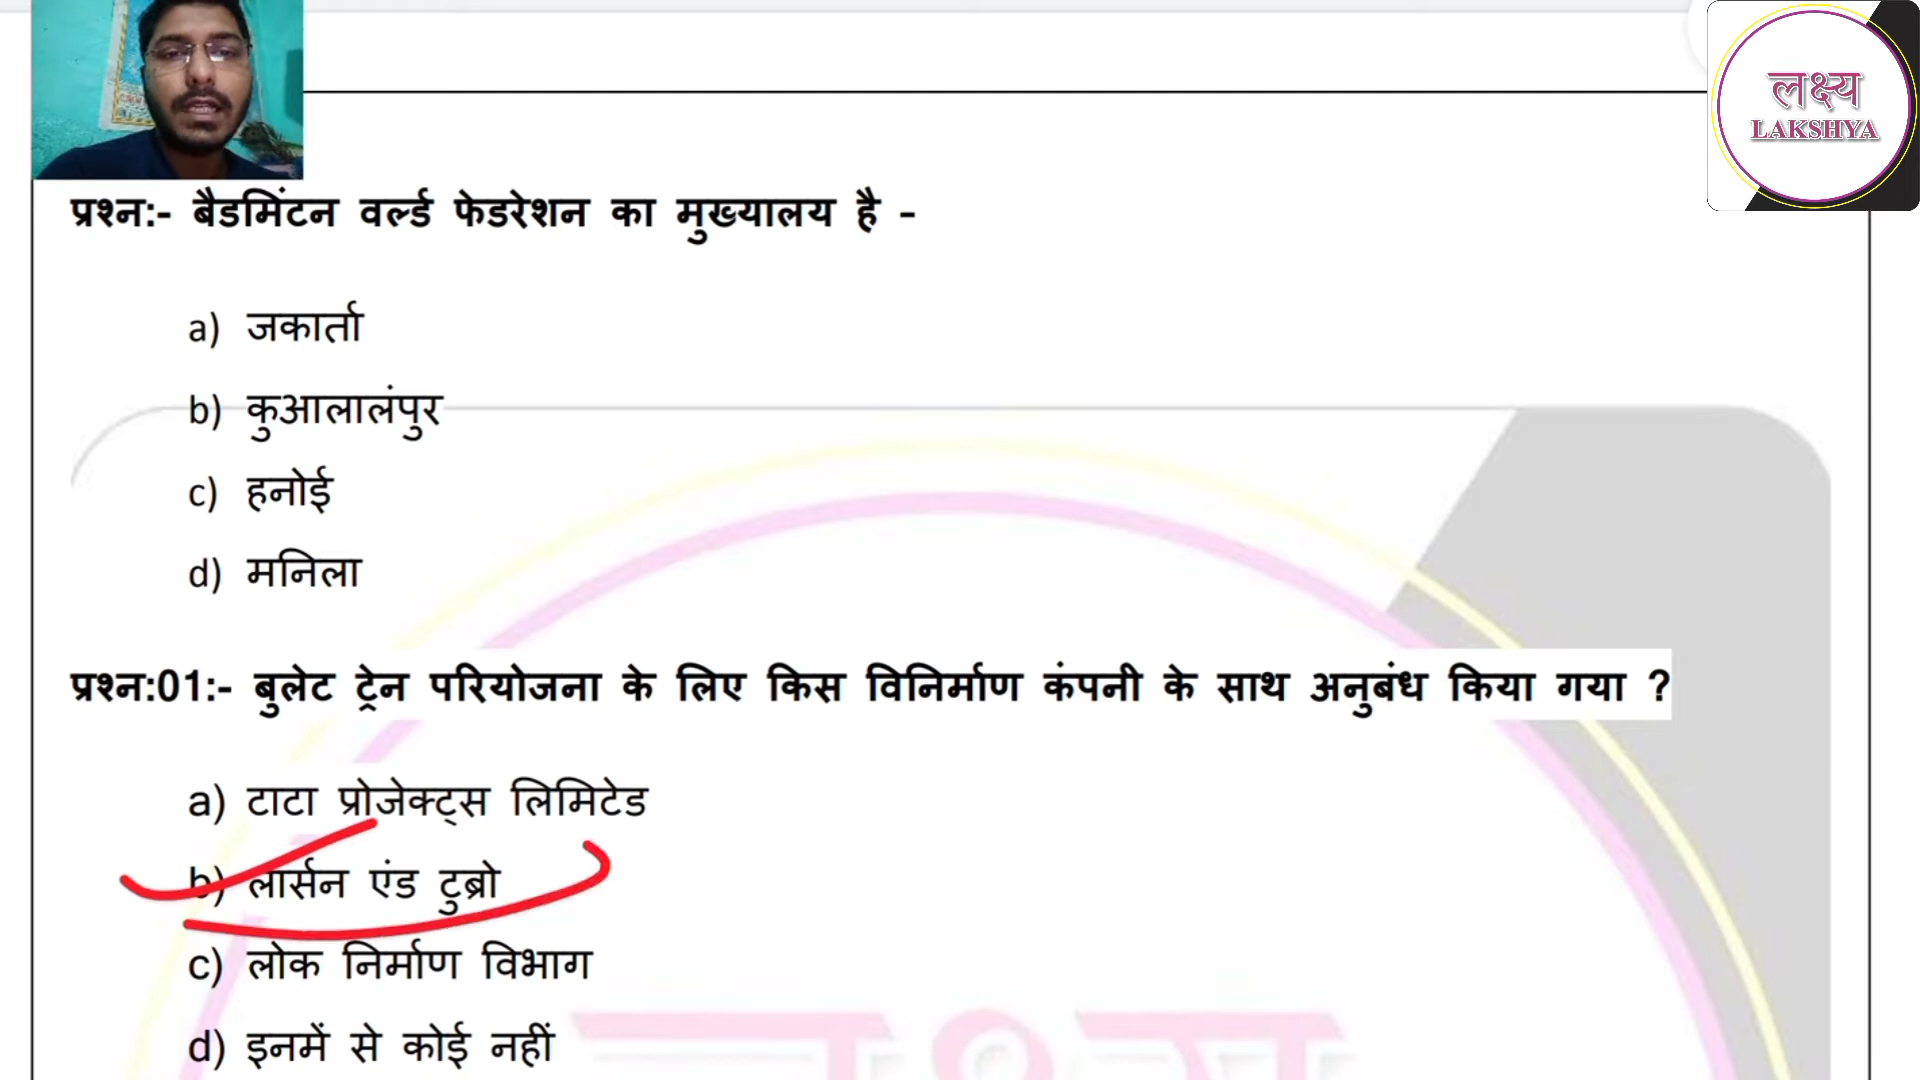 लक्ष्य
LAKSHYA
प्रश्न:- बैडमिंटन वर्ल्ड फेडरेशन का मुख्यालय है -
a) जकार्ता
b) कुआलालंपुर
c) हनोई
d) मनिला
प्रश्न:01:- बुलेट ट्रेन परियोजना के लिए किस विनिर्माण कंपनी के साथ अनुबंध किया गया ?
a) टाटा प्रोजेक्ट्स लिमिटेड
b) लार्सन एंड टुब्रो
c) लोक निर्माण विभाग
d) इनमें से कोई नहीं